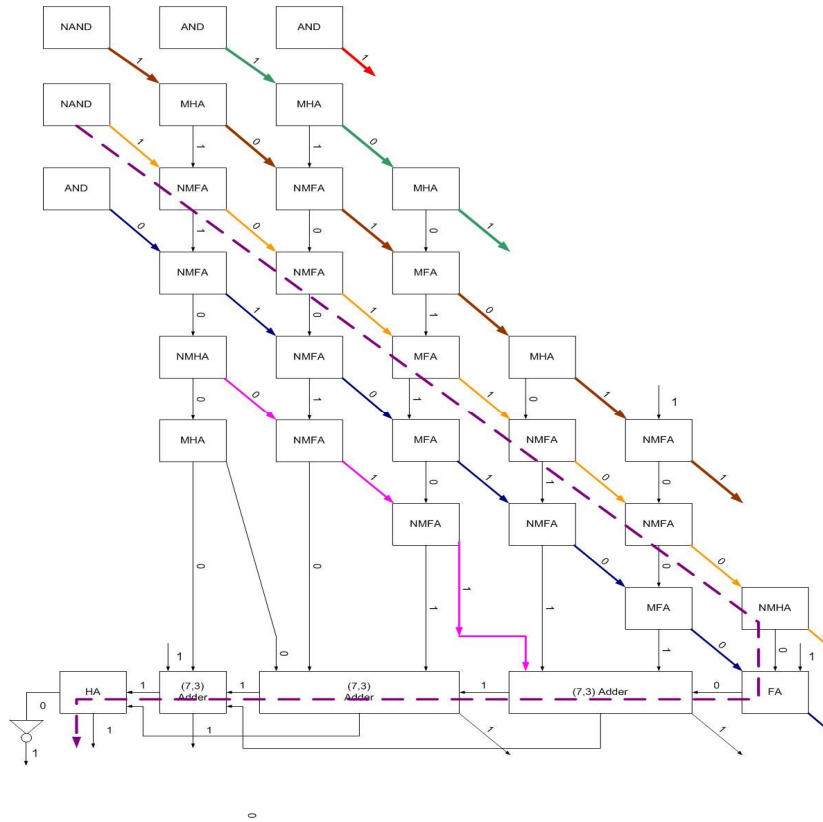 NAND AND AND
1 1 1
NAND MHA MHA
1 1 0 1 0
AND NMFA NMFA MHA
0 1 0 0 1 0 1
NMFA NMFA MFA
0 1 0 1 1 0
NMHA NMFA MFA MHA
0 0 1 0 1 1 0 1 1
MHA NMFA MFA NMFA NMFA
1 0 1 1 0 0 1
NMFA NMFA NMFA
0 0 1 1 1 0 0 0
MFA NMHA
1 0 1 0 0 1
HA (7,3) Adder (7,3) Adder (7,3) Adder FA
0 1 1 1 0
1 1 1 1 1
0